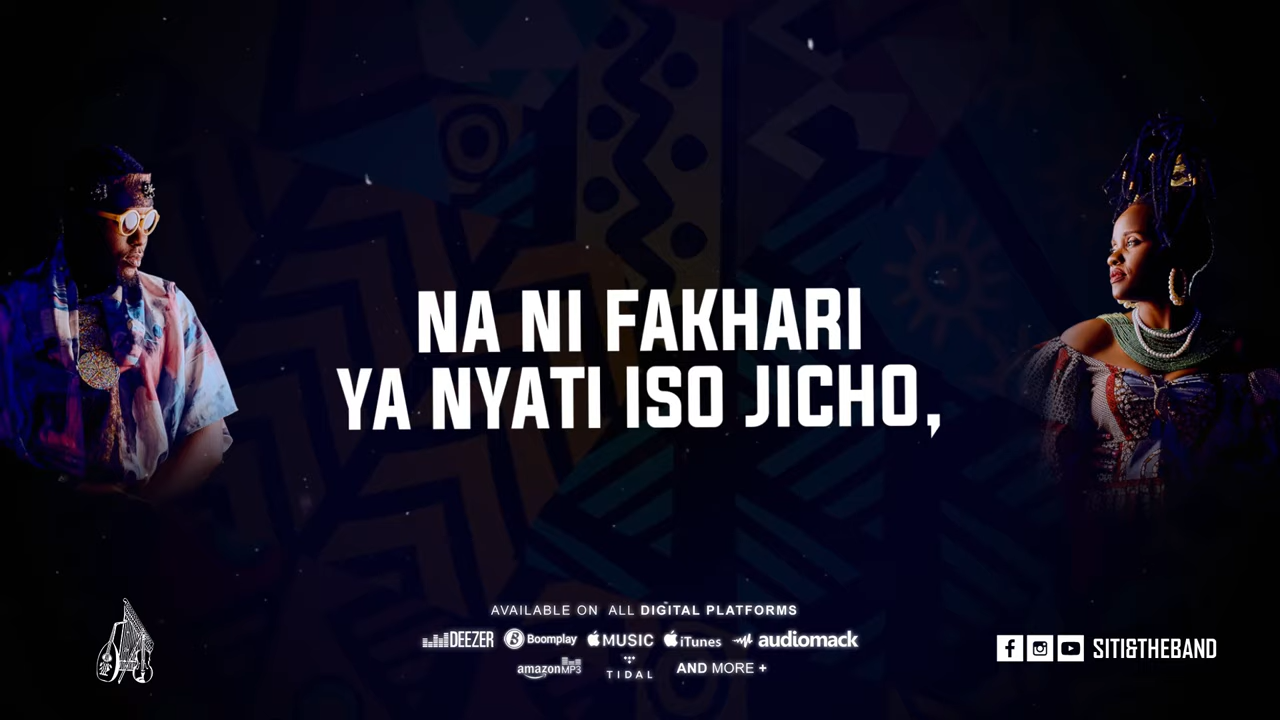 NA NI FAKHARI
YA NYATI ISO JICHO,
AVAILABLE ON ALL DIGITAL PLATFORMS
DEEZER Boomplay MUSIC iTunes audiomack
amazonMP3 TIDAL AND MORE +
SITI&THEBAND